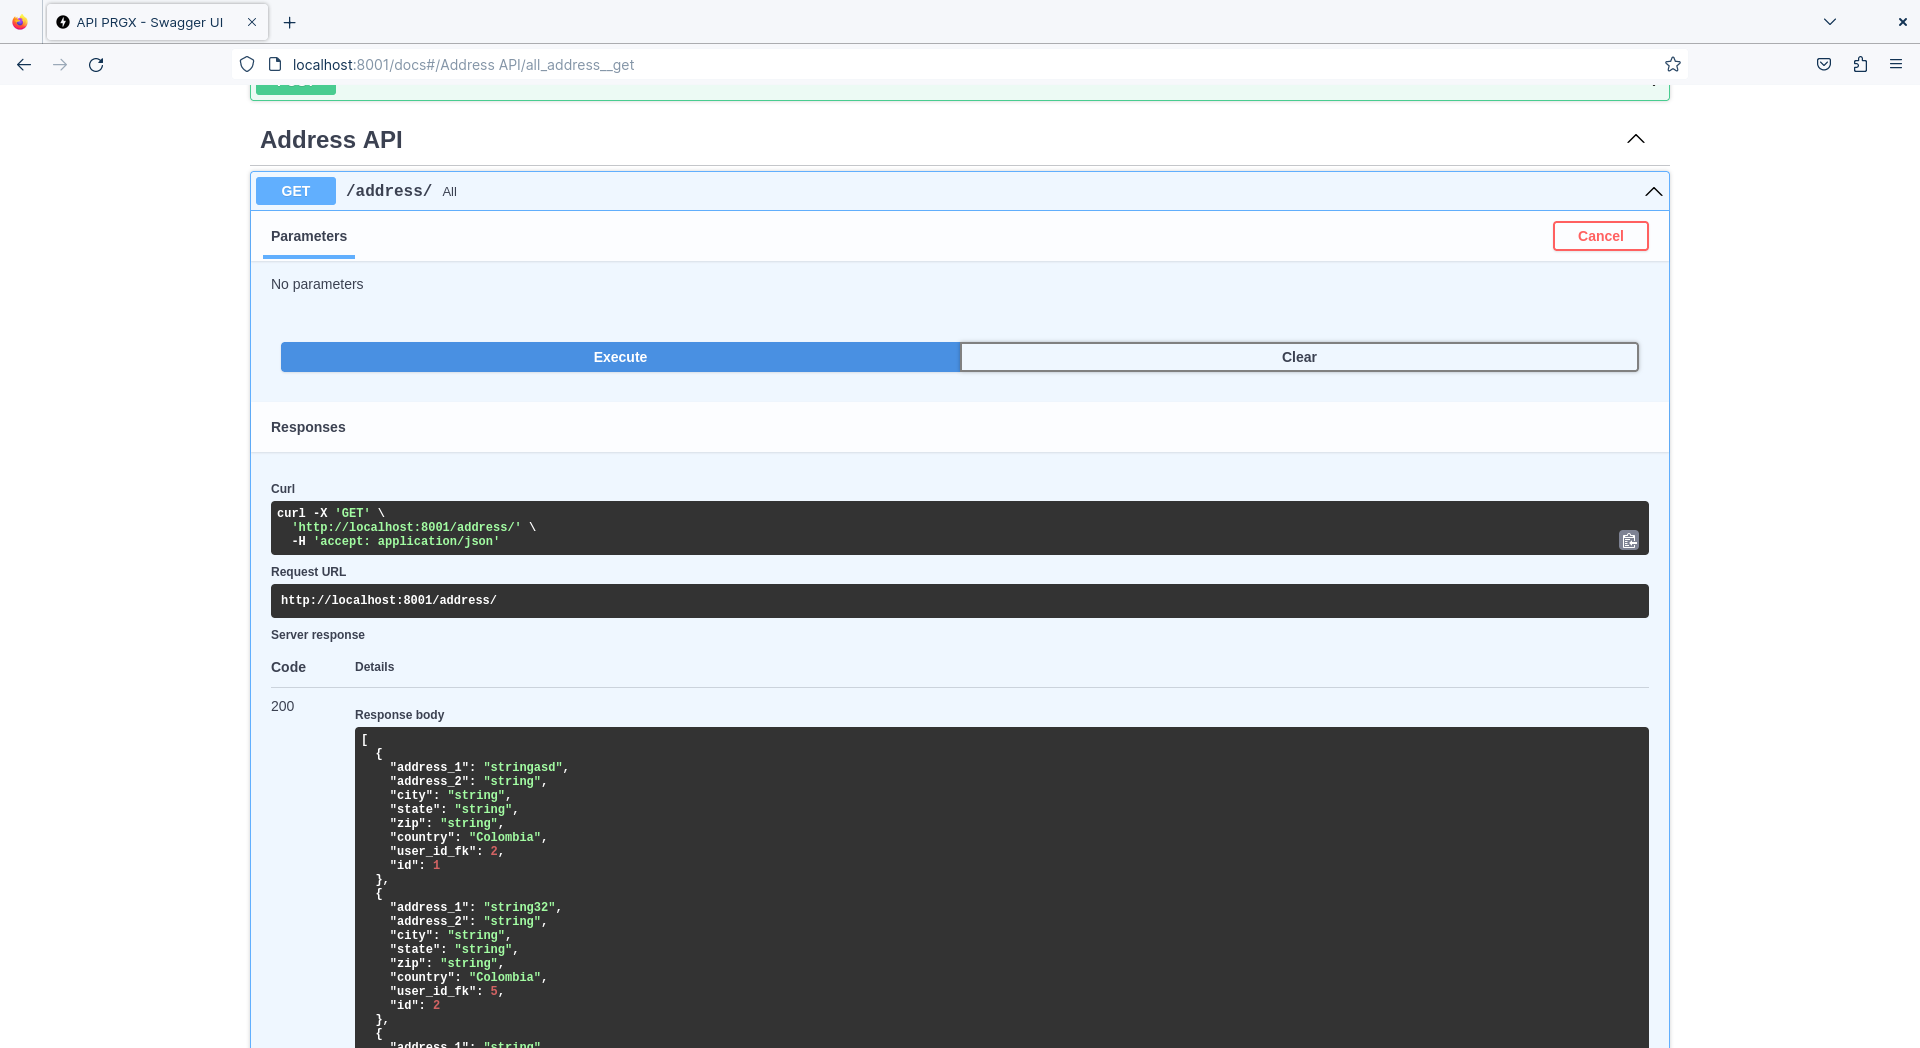 API PRGX - Swagger UI
localhost:8001/docs#/Address API/all_address__get
Address API
GET /address/ All
Parameters
Cancel
No parameters
Execute
Clear
Responses
Curl
curl -X 'GET' \
'http://localhost:8001/address/' \
-H 'accept: application/json'
Request URL
http://localhost:8001/address/
Server response
Code Details
200
Response body
[
{
"address_1": "stringasd",
"address_2": "string",
"city": "string",
"state": "string",
"zip": "string",
"country": "Colombia",
"user_id_fk": 2,
"id": 1
},
{
"address_1": "string32",
"address_2": "string",
"city": "string",
"state": "string",
"zip": "string",
"country": "Colombia",
"user_id_fk": 5,
"id": 2
},
{
"address_1": "string"